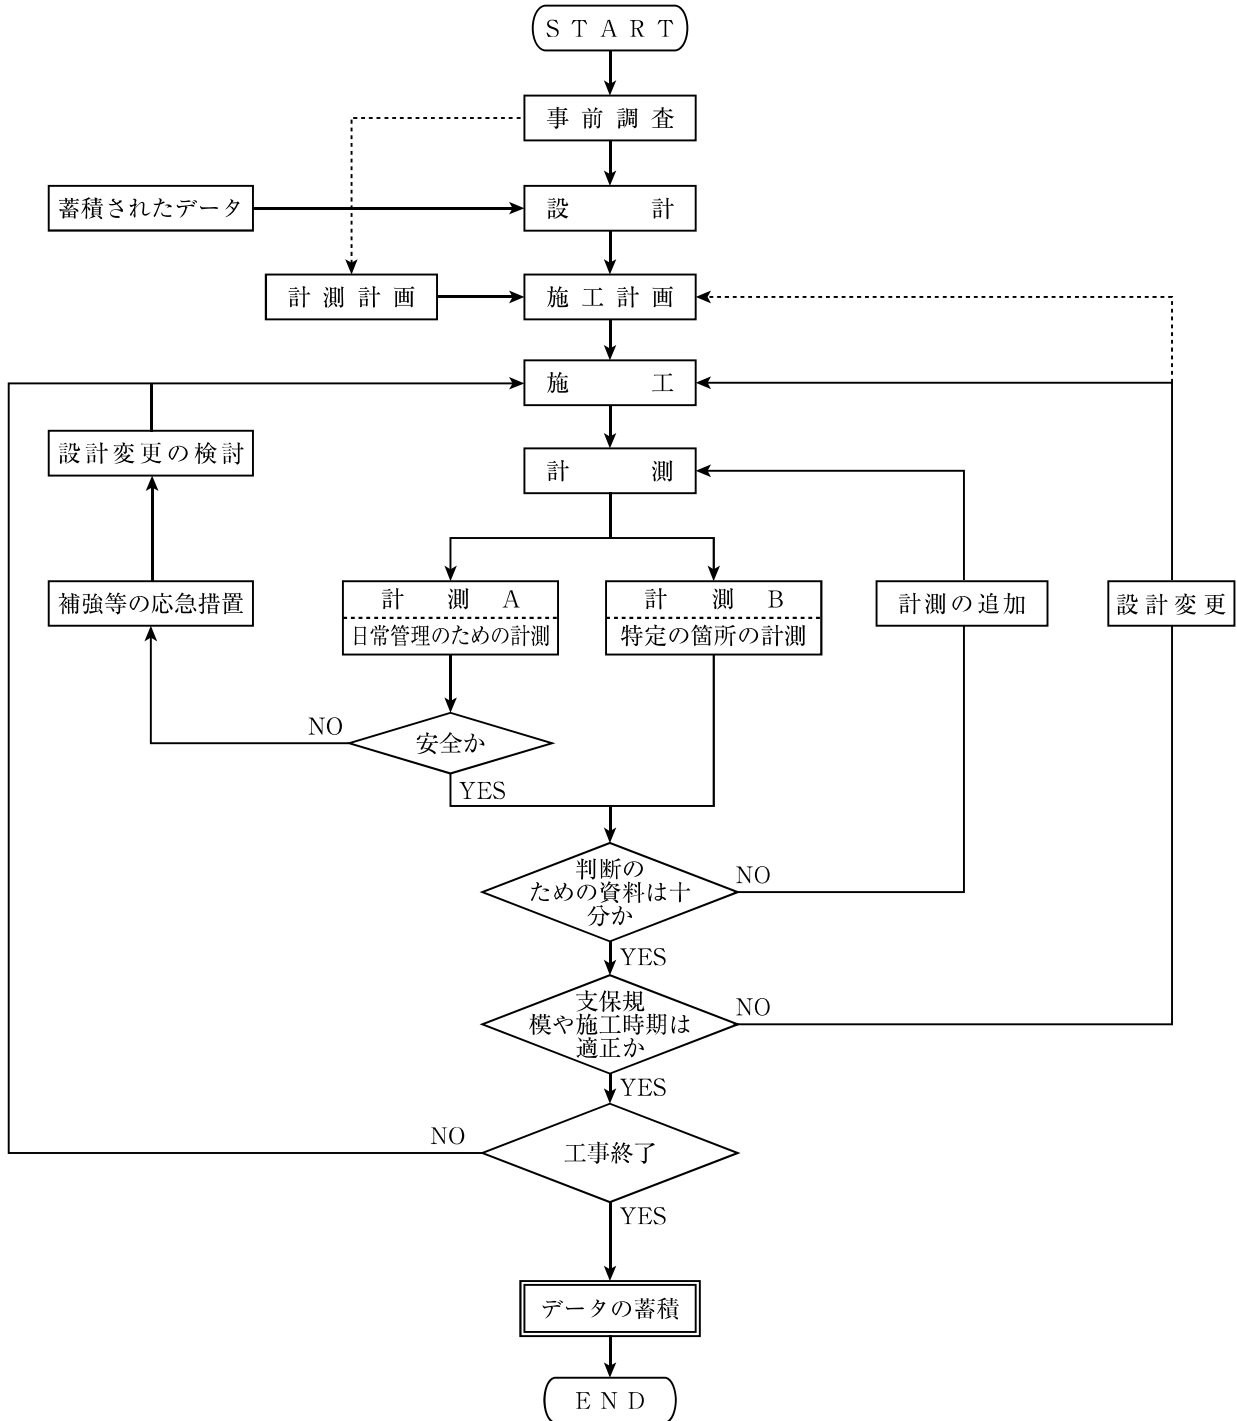 START
事前調査
蓄積されたデータ
設計
計測計画
施工計画
施工
設計変更の検討
計測
補強等の応急措置
計測A
日常管理のための計測
計測B
特定の箇所の計測
計測の追加
設計変更
NO
安全か
YES
判断の
ための資料は十
分か
NO
YES
支保規
模や施工時期は
適正か
NO
YES
NO
工事終了
YES
データの蓄積
END